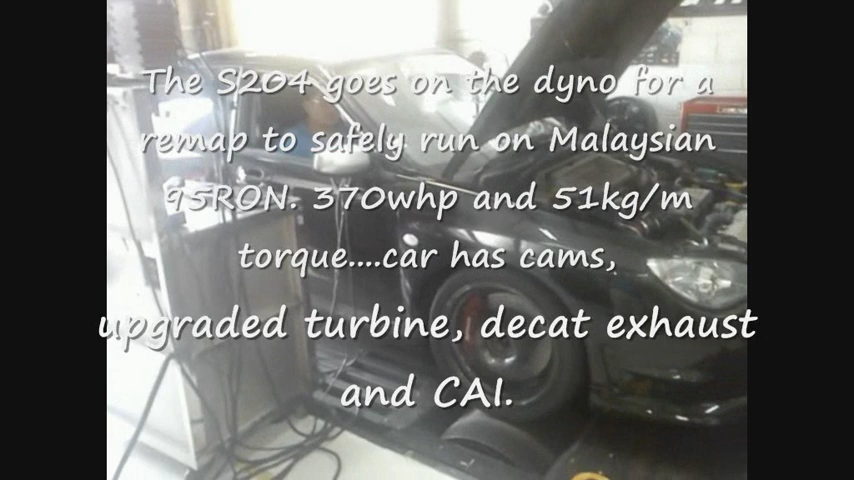 The S204 goes on the dyno for a
remap to safely run on Malaysian
95RON. 370whp and 51kg/m
torque....car has cams,
upgraded turbine, decat exhaust
and CAI.